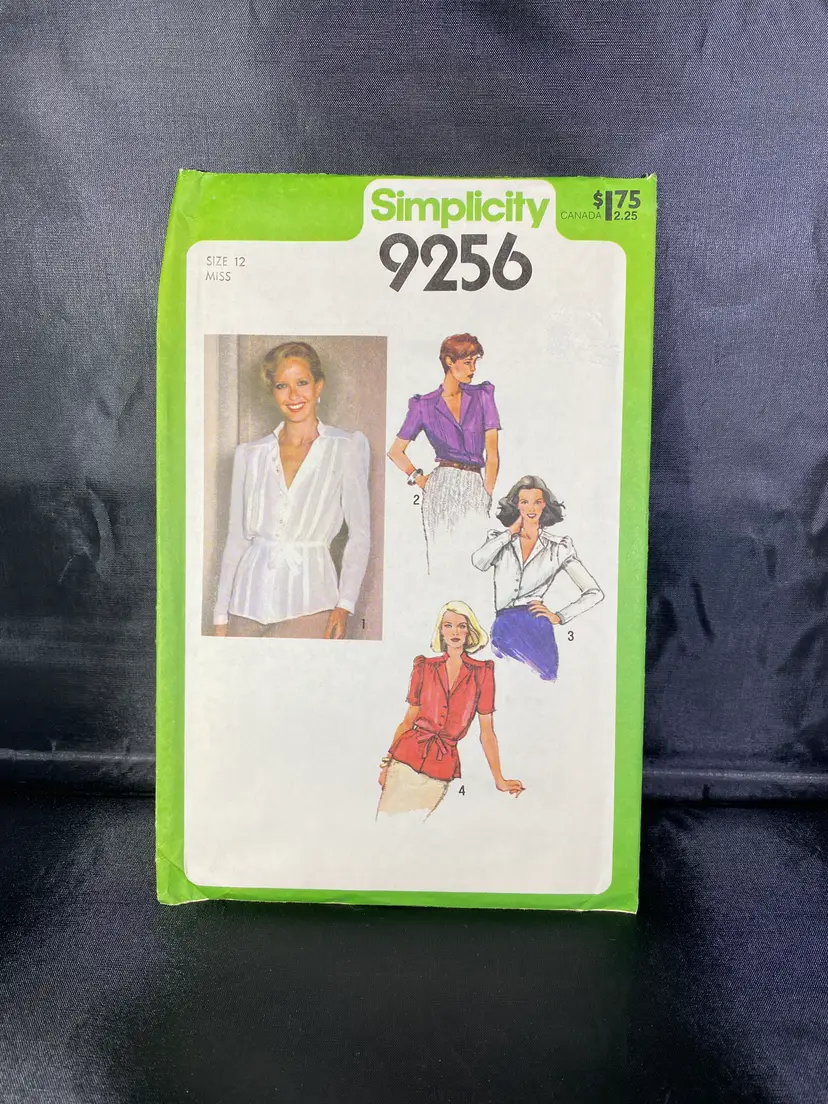 Simplicity
9256
$1.75
CANADA 2.25
SIZE 12
MISS
1
2
3
4